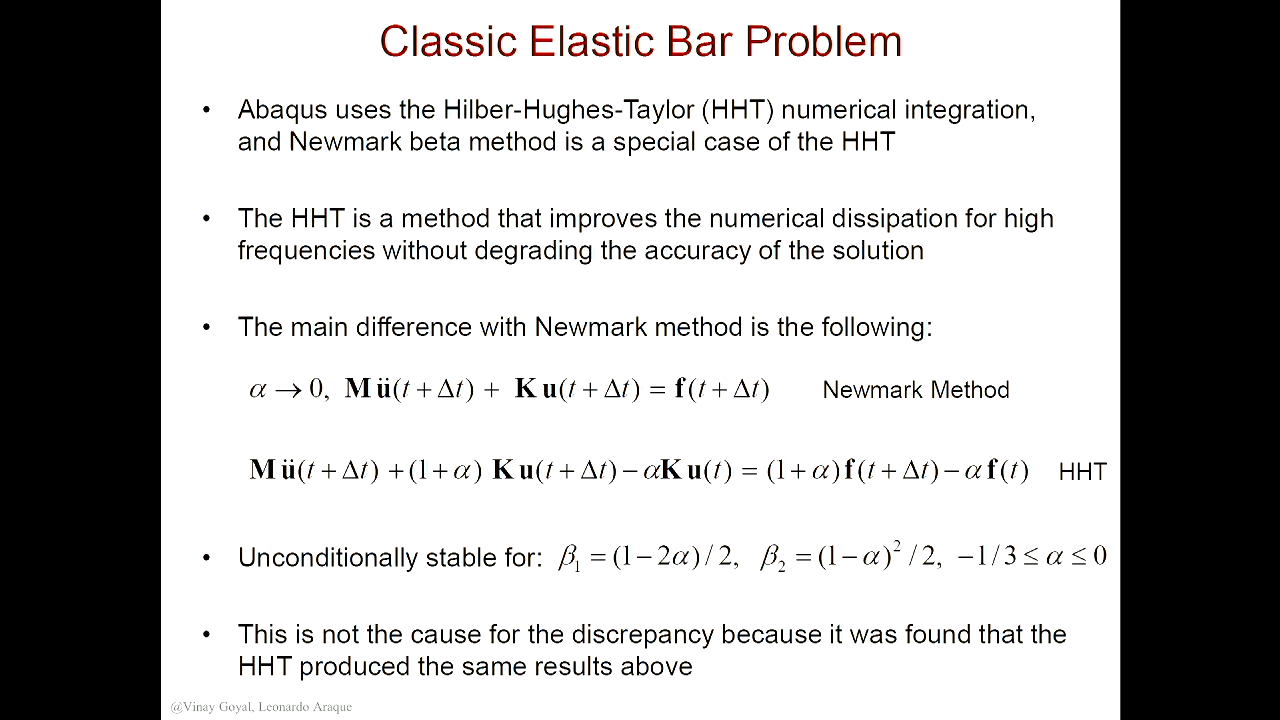 Classic Elastic Bar Problem
• Abaqus uses the Hilber-Hughes-Taylor (HHT) numerical integration,
and Newmark beta method is a special case of the HHT
• The HHT is a method that improves the numerical dissipation for high
frequencies without degrading the accuracy of the solution
• The main difference with Newmark method is the following:
α → 0, M ü(t + Δt) + K u(t + Δt) = f(t + Δt) Newmark Method
M ü(t + Δt) + (1 + α) K u(t + Δt) − αK u(t) = (1 + α) f(t + Δt) − α f(t) HHT
• Unconditionally stable for: β₁ = (1 − 2α) / 2, β₂ = (1 − α)² / 2, −1/3 ≤ α ≤ 0
• This is not the cause for the discrepancy because it was found that the
HHT produced the same results above
@Vinay Goyal, Leonardo Araque